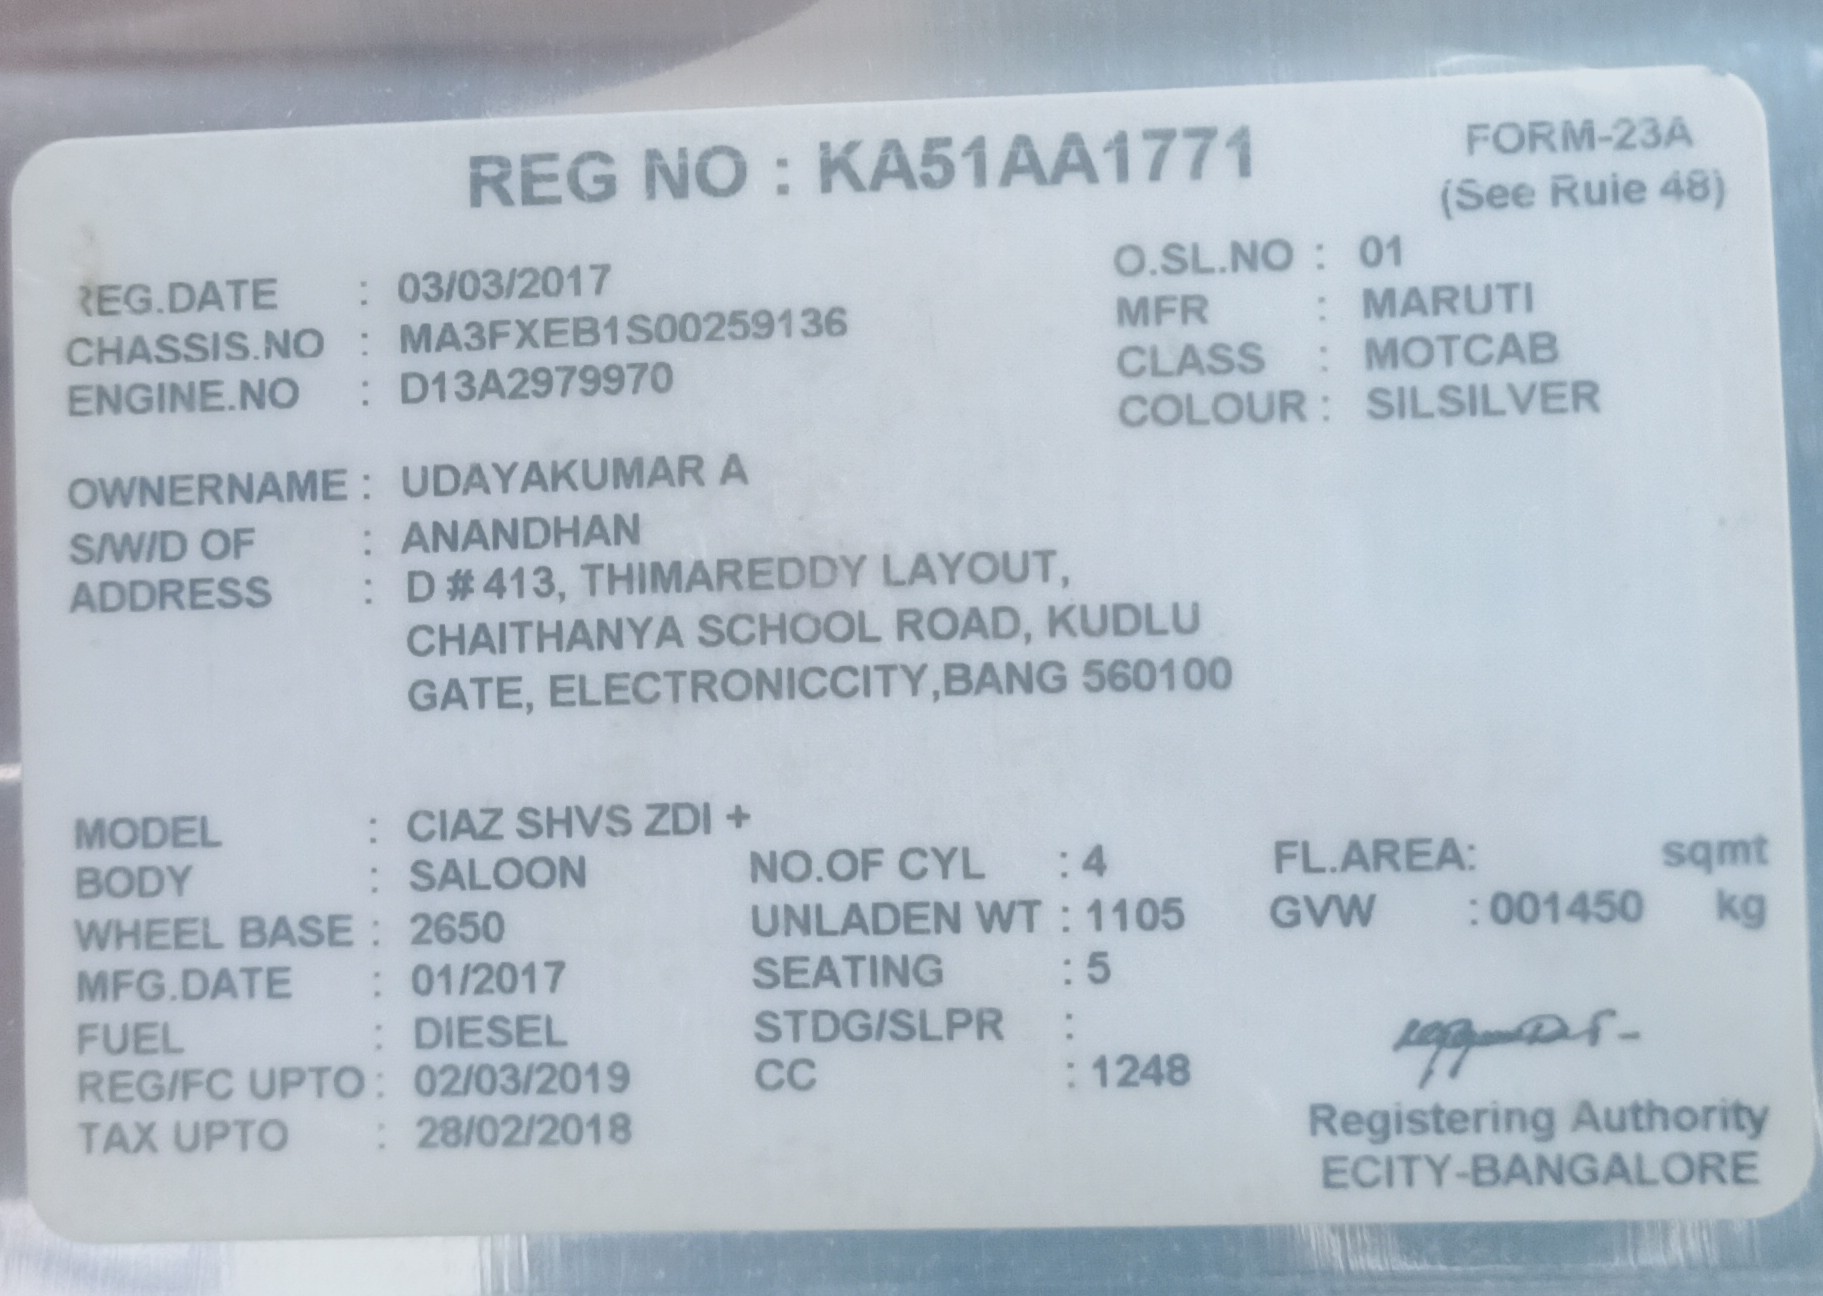 REG NO : KA51AA1771
FORM-23A
(See Ruie 48)
REG.DATE : 03/03/2017
O.SL.NO : 01
CHASSIS.NO : MA3FXEB1S00259136
MFR : MARUTI
ENGINE.NO : D13A2979970
CLASS : MOTCAB
COLOUR : SILSILVER
OWNERNAME : UDAYAKUMAR A
S/W/D OF : ANANDHAN
ADDRESS : D # 413, THIMAREDDY LAYOUT,
CHAITHANYA SCHOOL ROAD, KUDLU
GATE, ELECTRONICCITY,BANG 560100
MODEL : CIAZ SHVS ZDI +
BODY : SALOON NO.OF CYL : 4 FL.AREA: sqmt
WHEEL BASE : 2650 UNLADEN WT : 1105 GVW : 001450 kg
MFG.DATE : 01/2017 SEATING : 5
FUEL : DIESEL STDG/SLPR :
REG/FC UPTO : 02/03/2019 CC : 1248
TAX UPTO : 28/02/2018
Registering Authority
ECITY-BANGALORE